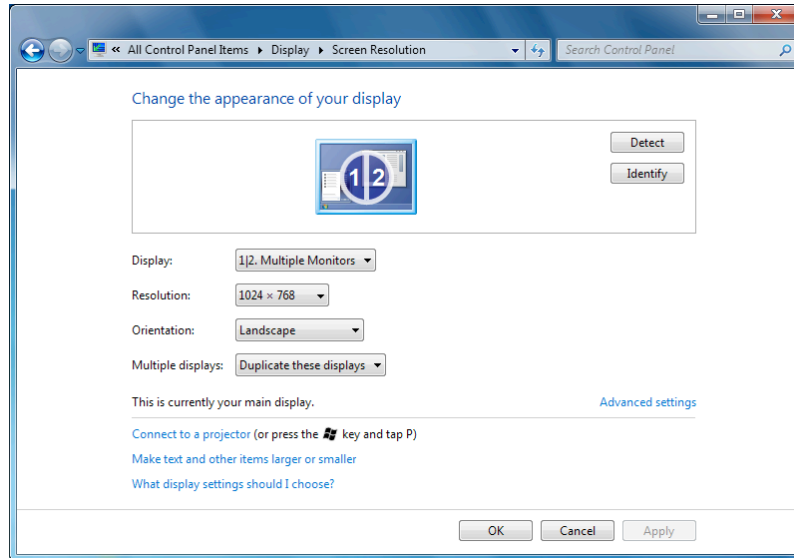 « All Control Panel Items ▸ Display ▸ Screen Resolution Search Control Panel
Change the appearance of your display
1|2
Detect
Identify
Display: 1|2. Multiple Monitors
Resolution: 1024 × 768
Orientation: Landscape
Multiple displays: Duplicate these displays
This is currently your main display. Advanced settings
Connect to a projector (or press the key and tap P)
Make text and other items larger or smaller
What display settings should I choose?
OK Cancel Apply